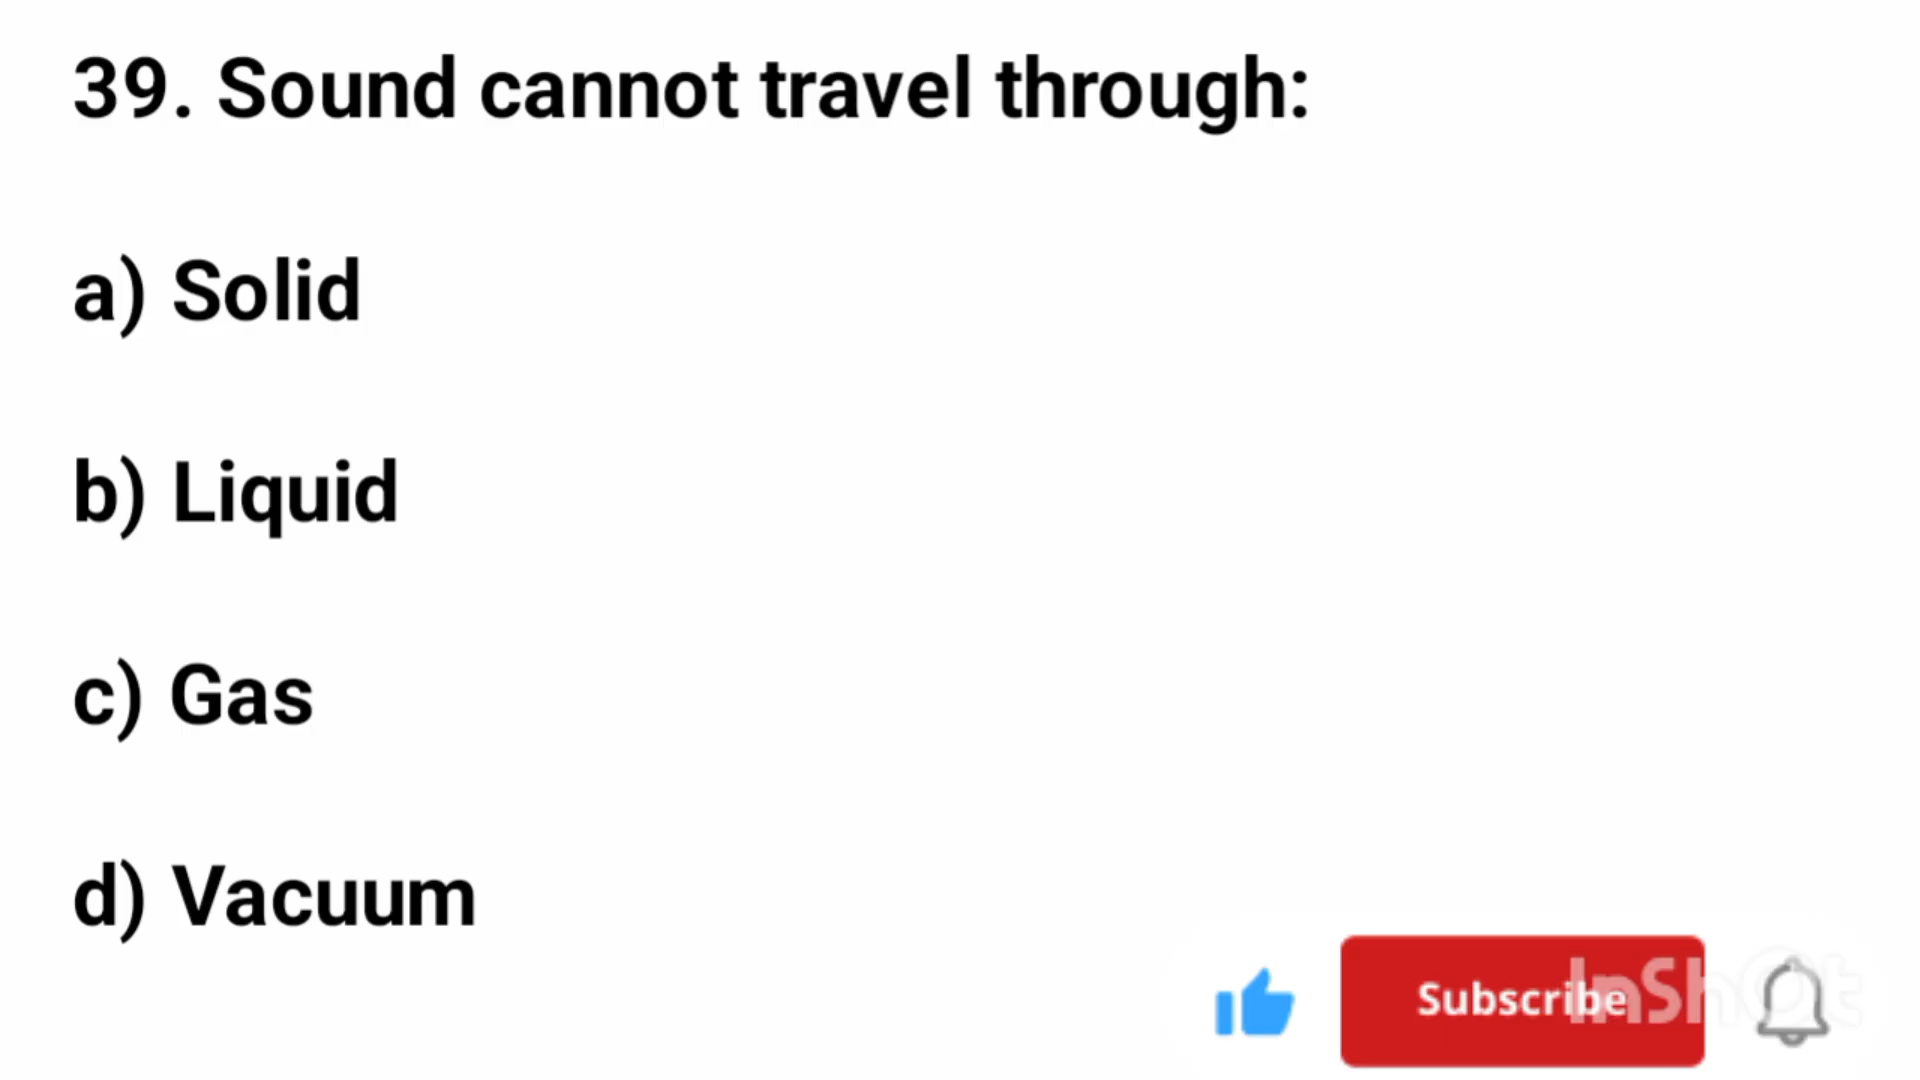 39. Sound cannot travel through:
a) Solid
b) Liquid
c) Gas
d) Vacuum
Subscribe
InShOt